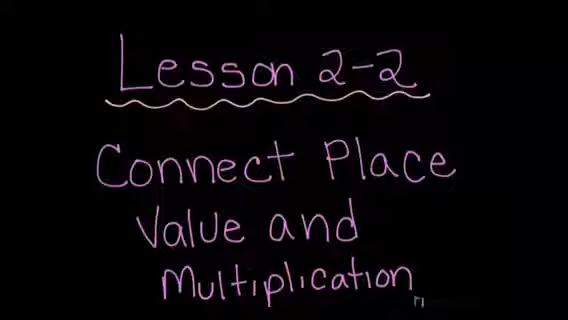 Lesson 2-2
Connect Place
Value and
Multiplication